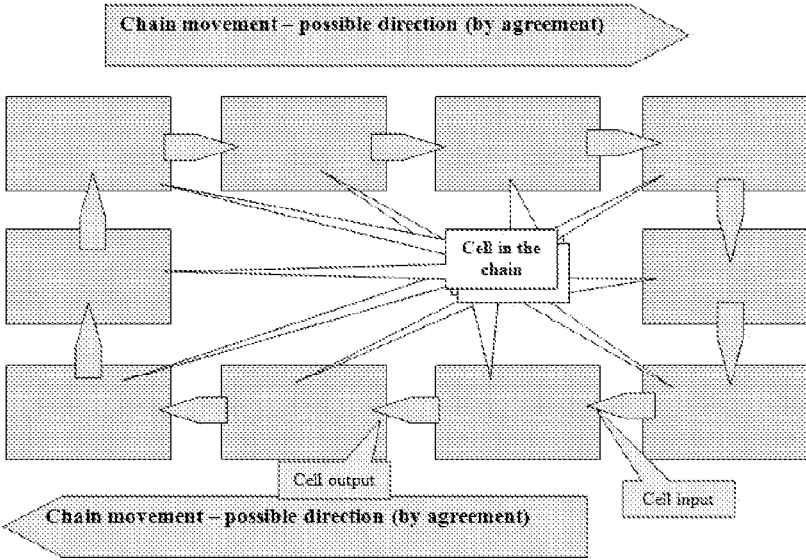 Chain movement – possible direction (by agreement)
Cell in the
chain
Cell output
Cell input
Chain movement – possible direction (by agreement)